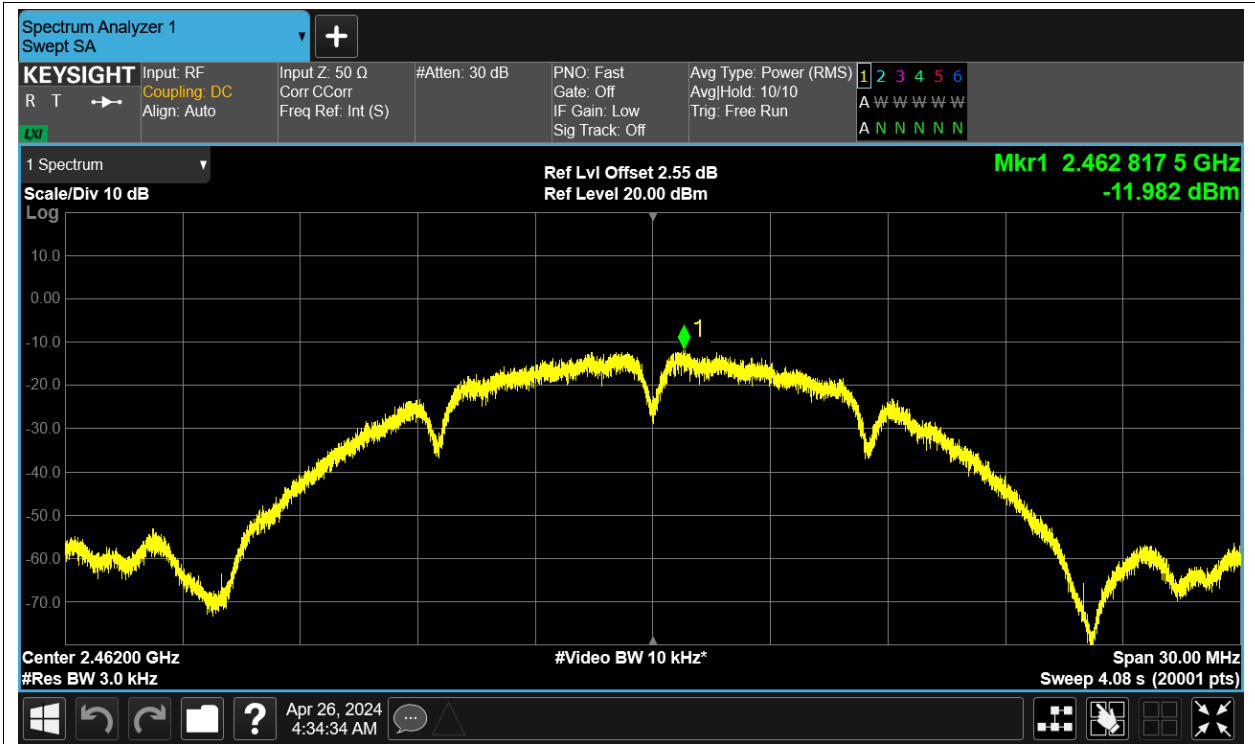 Spectrum Analyzer 1
Swept SA
KEYSIGHT
R T
LXI
Input: RF
Coupling: DC
Align: Auto
Input Z: 50 Ω
Corr CCorr
Freq Ref: Int (S)
#Atten: 30 dB
PNO: Fast
Gate: Off
IF Gain: Low
Sig Track: Off
Avg Type: Power (RMS)
Avg|Hold: 10/10
Trig: Free Run
1 2 3 4 5 6
A W W W W W
A N N N N N
1 Spectrum
Scale/Div 10 dB
Log
Ref Lvl Offset 2.55 dB
Ref Level 20.00 dBm
Mkr1 2.462 817 5 GHz
-11.982 dBm
10.0
0.00
-10.0
-20.0
-30.0
-40.0
-50.0
-60.0
-70.0
1
Center 2.46200 GHz
#Res BW 3.0 kHz
#Video BW 10 kHz*
Span 30.00 MHz
Sweep 4.08 s (20001 pts)
?
Apr 26, 2024
4:34:34 AM